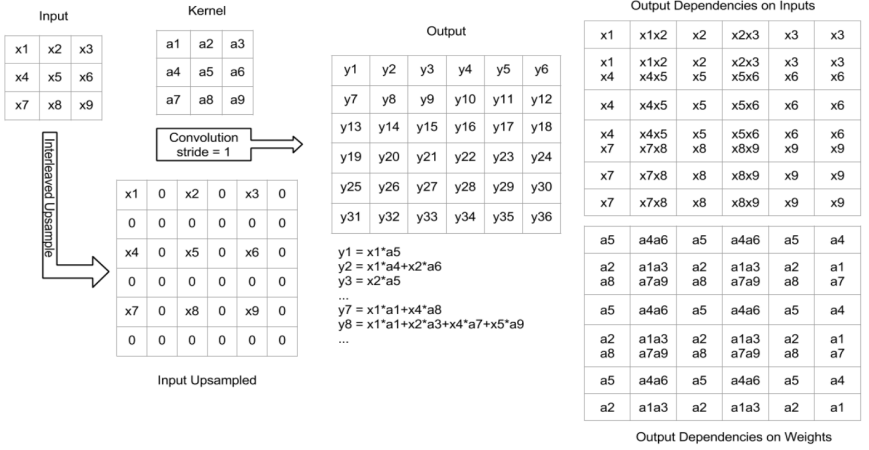 Input
x1 x2 x3
x4 x5 x6
x7 x8 x9
Kernel
a1 a2 a3
a4 a5 a6
a7 a8 a9
Convolution
stride = 1
Interleaved Upsample
x1 0 x2 0 x3 0
0 0 0 0 0 0
x4 0 x5 0 x6 0
0 0 0 0 0 0
x7 0 x8 0 x9 0
0 0 0 0 0 0
Input Upsampled
Output
y1 y2 y3 y4 y5 y6
y7 y8 y9 y10 y11 y12
y13 y14 y15 y16 y17 y18
y19 y20 y21 y22 y23 y24
y25 y26 y27 y28 y29 y30
y31 y32 y33 y34 y35 y36
y1 = x1*a5
y2 = x1*a4+x2*a6
y3 = x2*a5
...
y7 = x1*a1+x4*a8
y8 = x1*a1+x2*a3+x4*a7+x5*a9
...
Output Dependencies on Inputs
x1 x1x2 x2 x2x3 x3 x3
x1 x1x2 x2 x2x3 x3 x3
x4 x4x5 x5 x5x6 x6 x6
x4 x4x5 x5 x5x6 x6 x6
x4 x4x5 x5 x5x6 x6 x6
x7 x7x8 x8 x8x9 x9 x9
x7 x7x8 x8 x8x9 x9 x9
x7 x7x8 x8 x8x9 x9 x9
a5 a4a6 a5 a4a6 a5 a4
a2 a1a3 a2 a1a3 a2 a1
a8 a7a9 a8 a7a9 a8 a7
a5 a4a6 a5 a4a6 a5 a4
a2 a1a3 a2 a1a3 a2 a1
a8 a7a9 a8 a7a9 a8 a7
a5 a4a6 a5 a4a6 a5 a4
a2 a1a3 a2 a1a3 a2 a1
Output Dependencies on Weights